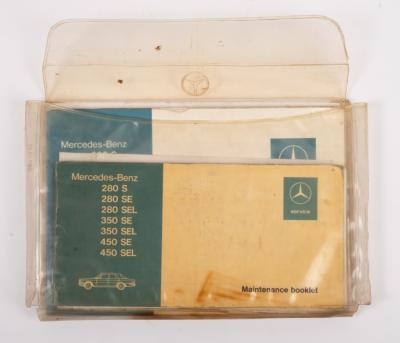 Mercedes-Benz
Mercedes-Benz
280 S
280 SE
280 SEL
350 SE
350 SEL
450 SE
450 SEL
service
Maintenance booklet